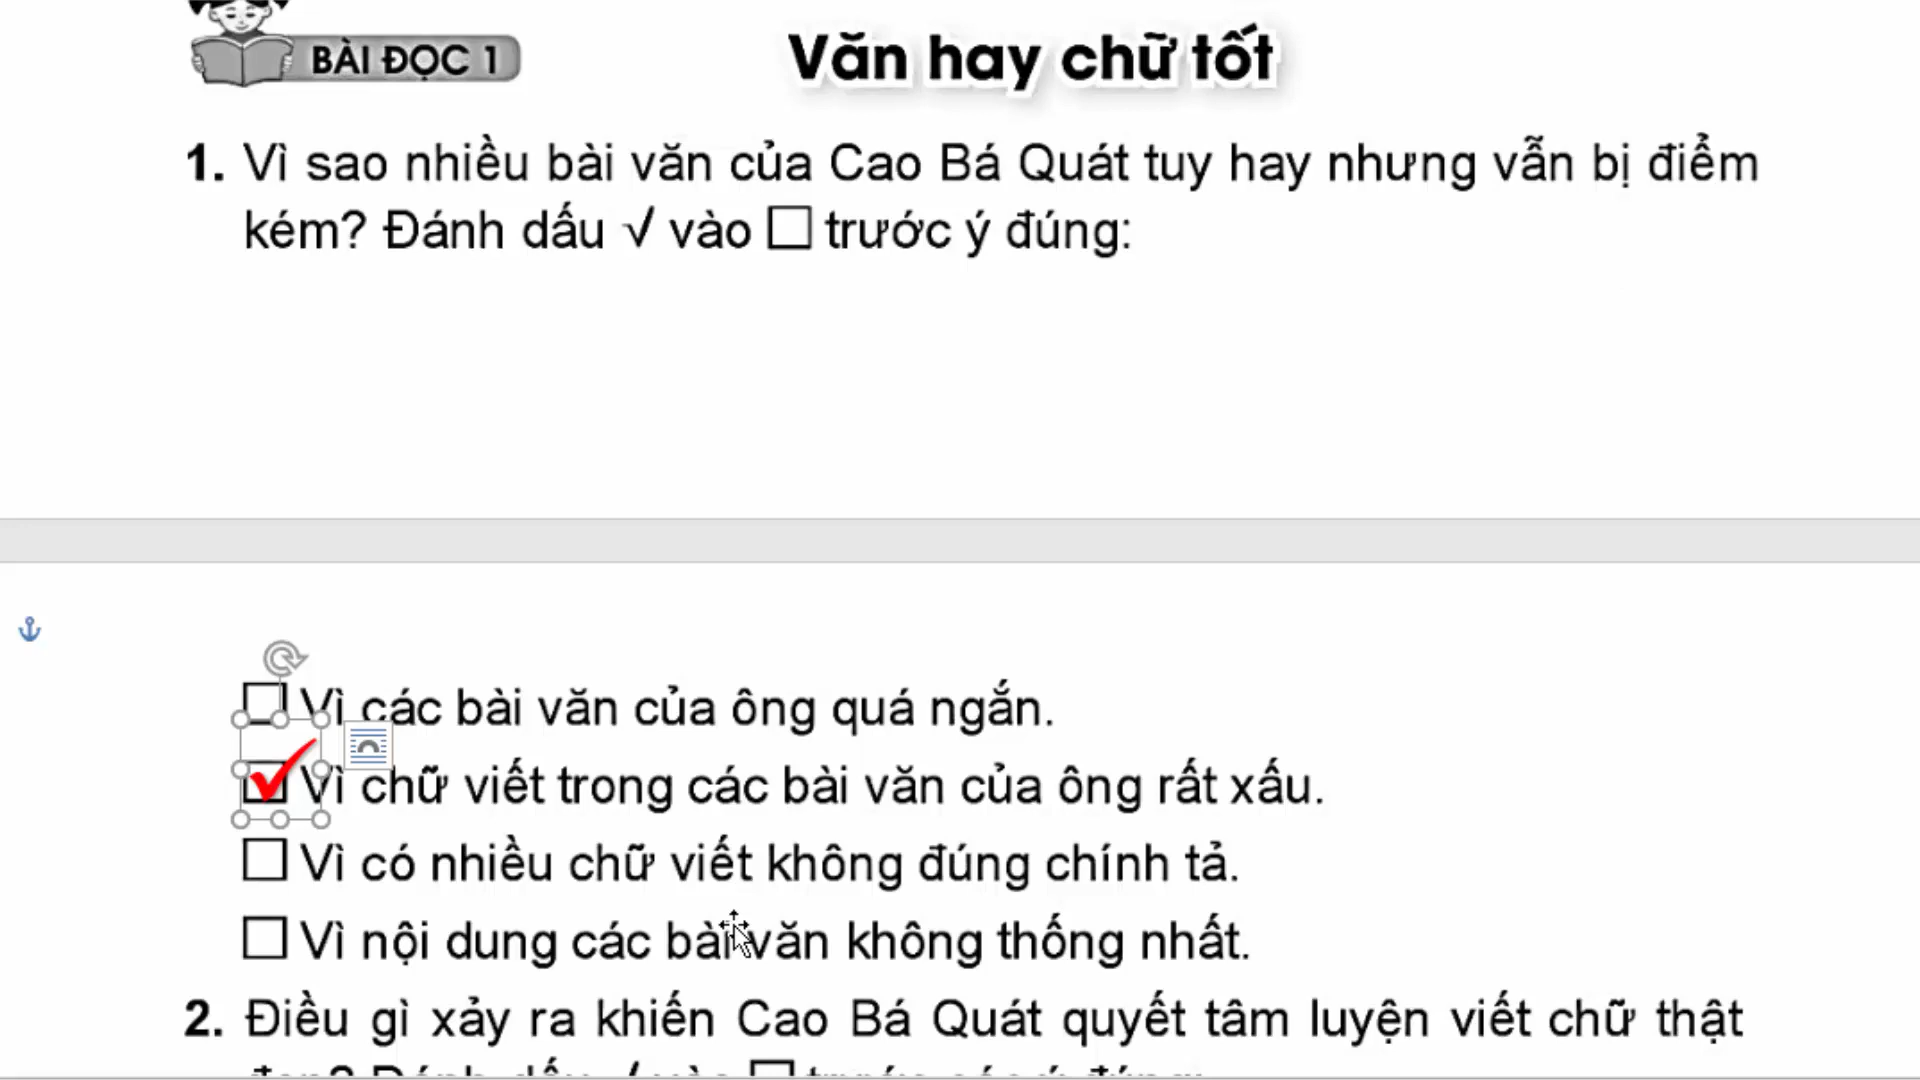 BÀI ĐỌC 1
Văn hay chữ tốt
1. Vì sao nhiều bài văn của Cao Bá Quát tuy hay nhưng vẫn bị điểm
kém? Đánh dấu √ vào □ trước ý đúng:
□ Vì các bài văn của ông quá ngắn.
✓ Vì chữ viết trong các bài văn của ông rất xấu.
□ Vì có nhiều chữ viết không đúng chính tả.
□ Vì nội dung các bài văn không thống nhất.
2. Điều gì xảy ra khiến Cao Bá Quát quyết tâm luyện viết chữ thật